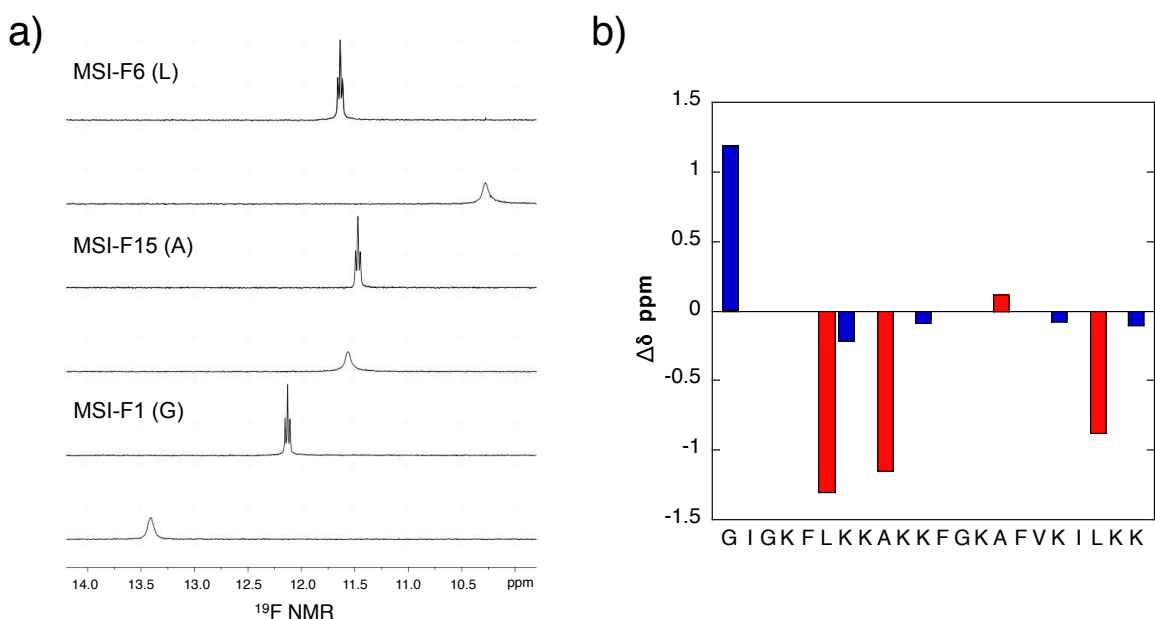 a)
MSI-F6 (L)
MSI-F15 (A)
MSI-F1 (G)
14.0 13.5 13.0 12.5 12.0 11.5 11.0 10.5 ppm
¹⁹F NMR
b)
1.5
1
0.5
0
-0.5
-1
-1.5
Δδ ppm
G I G K F L K K A K K F G K A F V K I L K K